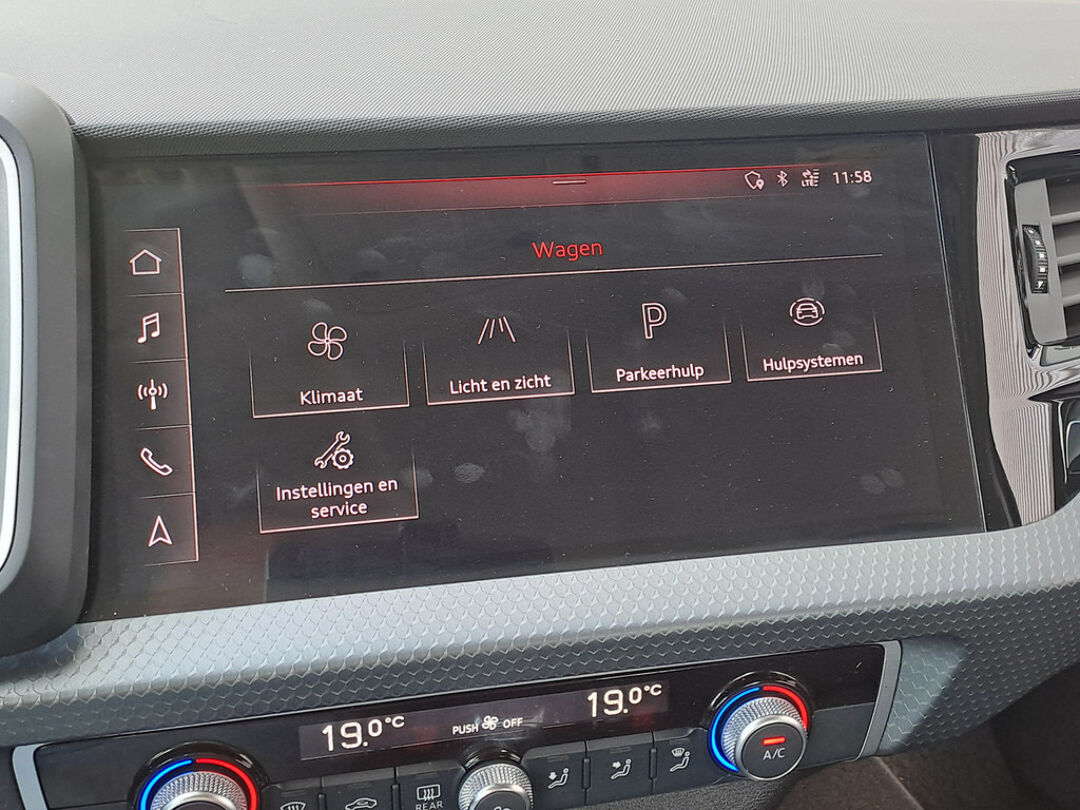 LTE 11:58
Wagen
Klimaat
Licht en zicht
Parkeerhulp
Hulpsystemen
Instellingen en
service
19.0°C
PUSH OFF
19.0°C
A/C
REAR